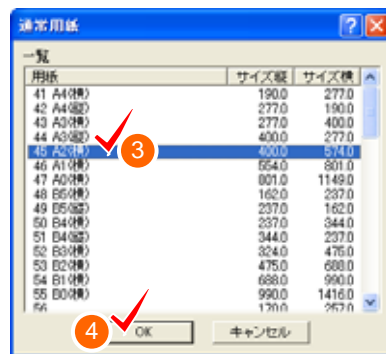 通常用紙
一覧
用紙 サイズ縦 サイズ横
41 A4(横) 190.0 277.0
42 A4(縦) 277.0 190.0
43 A3(横) 277.0 400.0
44 A3(縦) 400.0 277.0
45 A2(横) 400.0 574.0
46 A1(横) 554.0 801.0
47 A0(横) 801.0 1149.0
48 B5(横) 162.0 237.0
49 B5(縦) 237.0 162.0
50 B4(横) 237.0 344.0
51 B4(縦) 344.0 237.0
52 B3(横) 324.0 475.0
53 B2(横) 475.0 688.0
54 B1(横) 688.0 990.0
55 B0(横) 990.0 1416.0
56 170.0 257.0
3
4
OK キャンセル